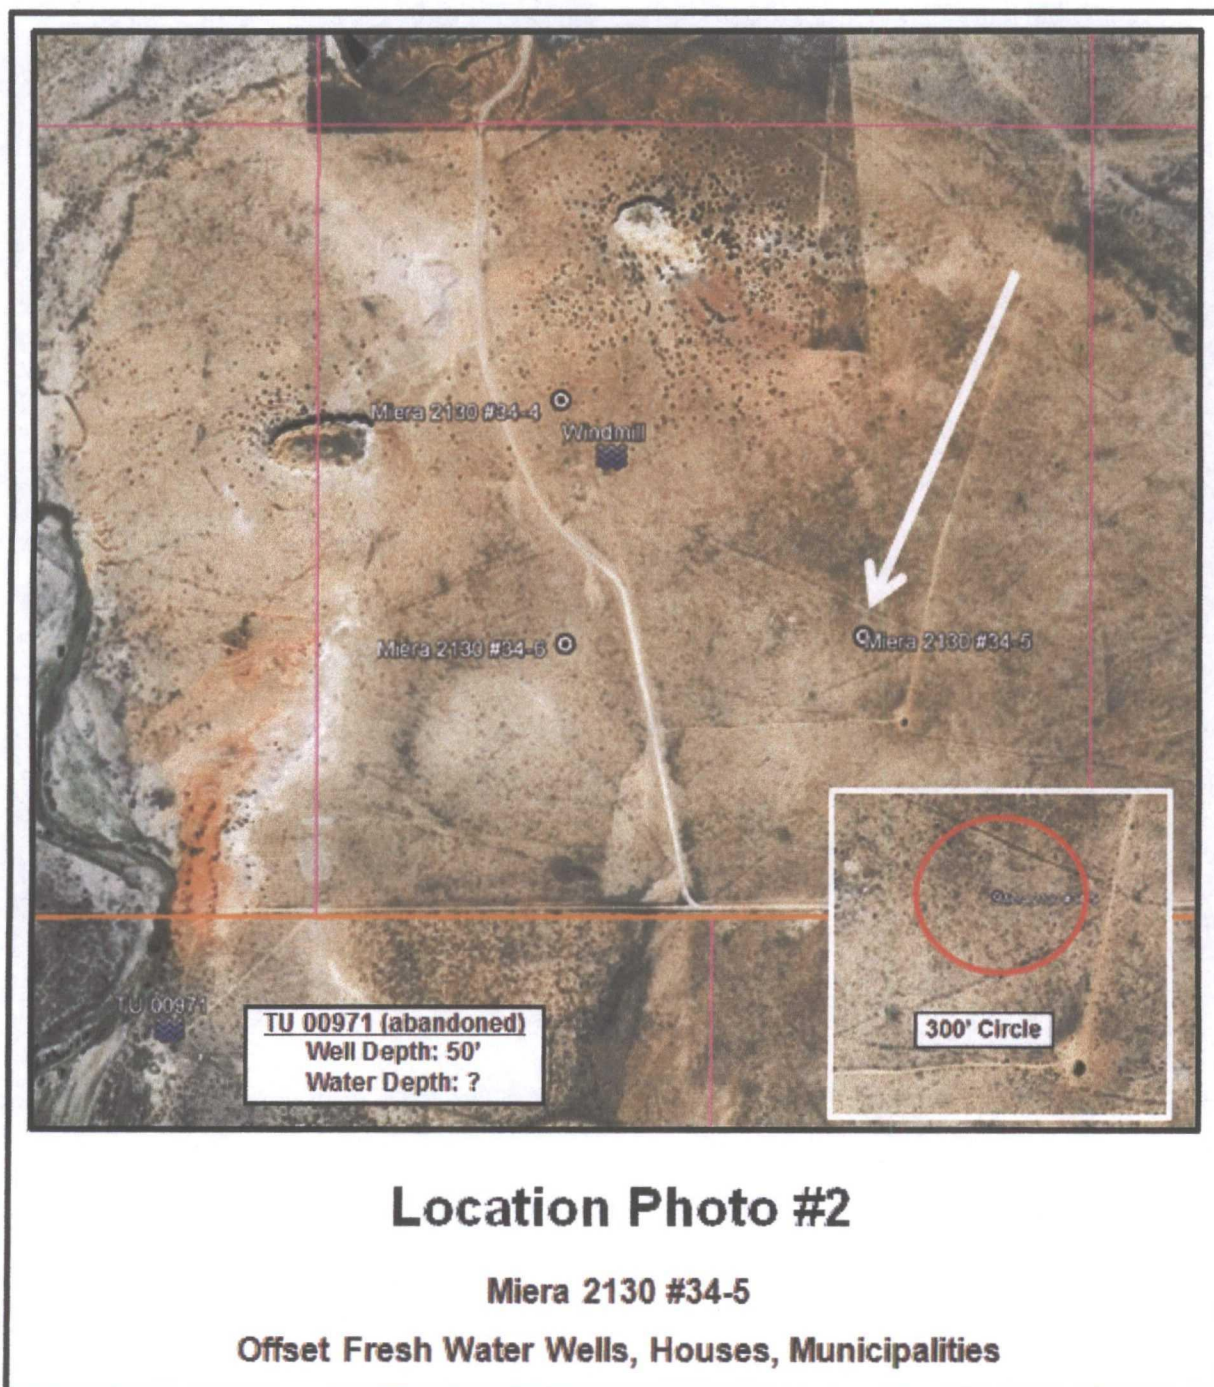 Miera 2130 #34-4
Windmill
Miera 2130 #34-6
Miera 2130 #34-5
TU 00971
TU 00971 (abandoned)
Well Depth: 50'
Water Depth: ?
300' Circle
Location Photo #2
Miera 2130 #34-5
Offset Fresh Water Wells, Houses, Municipalities